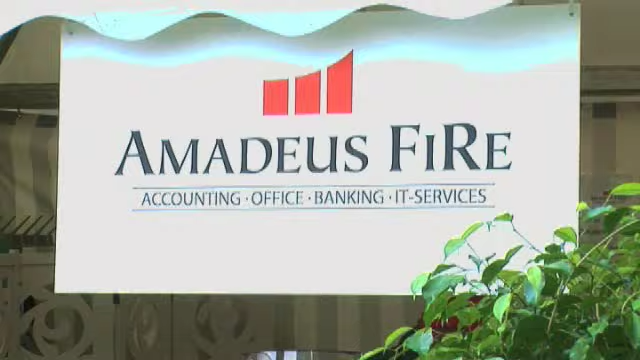 AMADEUS FiRe
ACCOUNTING · OFFICE · BANKING · IT-SERVICES